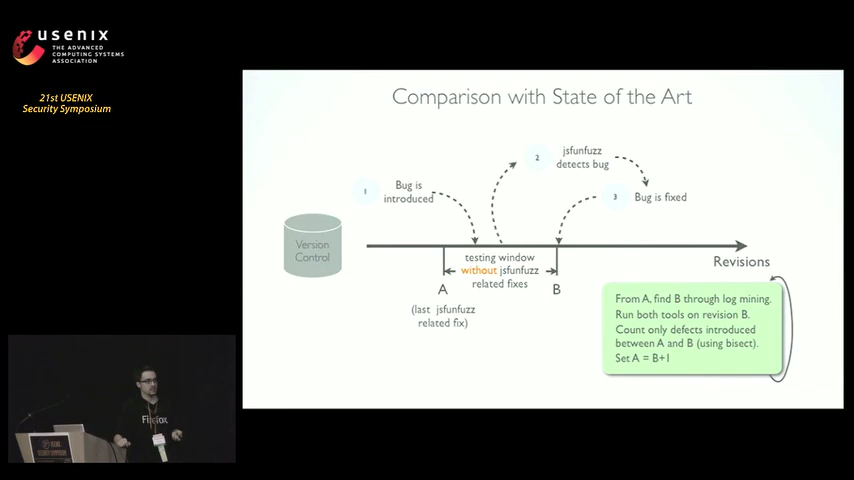 usenix
THE ADVANCED
COMPUTING SYSTEMS
ASSOCIATION
21st USENIX
Security Symposium
Comparison with State of the Art
1
Bug is
introduced
2
jsfunfuzz
detects bug
3
Bug is fixed
Version
Control
testing window
without jsfunfuzz
related fixes
A
B
Revisions
(last jsfunfuzz
related fix)
From A, find B through log mining.
Run both tools on revision B.
Count only defects introduced
between A and B (using bisect).
Set A = B+1
Firefox